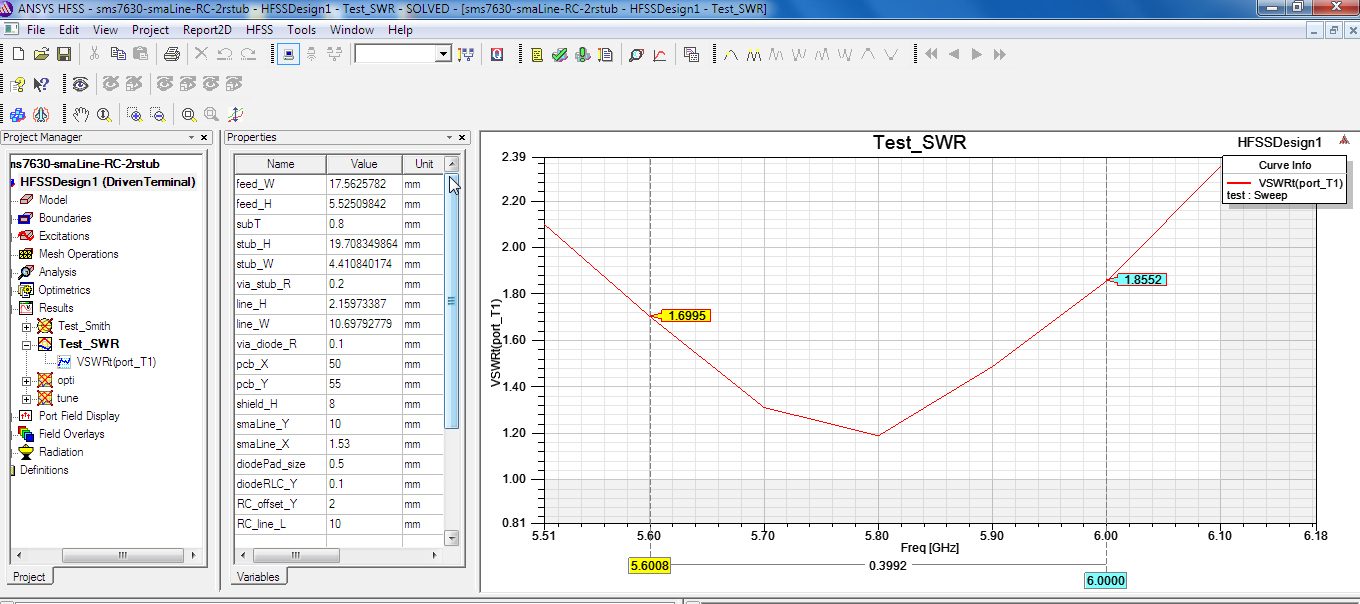 ANSYS HFSS - sms7630-smaLine-RC-2rstub - HFSSDesign1 - Test_SWR - SOLVED - [sms7630-smaLine-RC-2rstub - HFSSDesign1 - Test_SWR]
File Edit View Project Report2D HFSS Tools Window Help
Project Manager
ms7630-smaLine-RC-2rstub
HFSSDesign1 (DrivenTerminal)
Model
Boundaries
Excitations
Mesh Operations
Analysis
Optimetrics
Results
Test_Smith
Test_SWR
VSWRt(port_T1)
opti
tune
Port Field Display
Field Overlays
Radiation
Definitions
Project
Properties
Name Value Unit
feed_W 17.5625782 mm
feed_H 5.52509842 mm
subT 0.8 mm
stub_H 19.708349864 mm
stub_W 4.410840174 mm
via_stub_R 0.2 mm
line_H 2.15973387 mm
line_W 10.69792779 mm
via_diode_R 0.1 mm
pcb_X 50 mm
pcb_Y 55 mm
shield_H 8 mm
smaLine_Y 10 mm
smaLine_X 1.53 mm
diodePad_size 0.5 mm
diodeRLC_Y 0.1 mm
RC_offset_Y 2 mm
RC_line_L 10 mm
Variables
Test_SWR
HFSSDesign1
Curve Info
VSWRt(port_T1)
test : Sweep
2.39
2.20
2.00
1.80
1.60
1.40
1.20
1.00
0.81
VSWRt(port_T1)
1.6995
1.8552
5.51 5.60 5.70 5.80 5.90 6.00 6.10 6.18
Freq [GHz]
5.6008
0.3992
6.0000